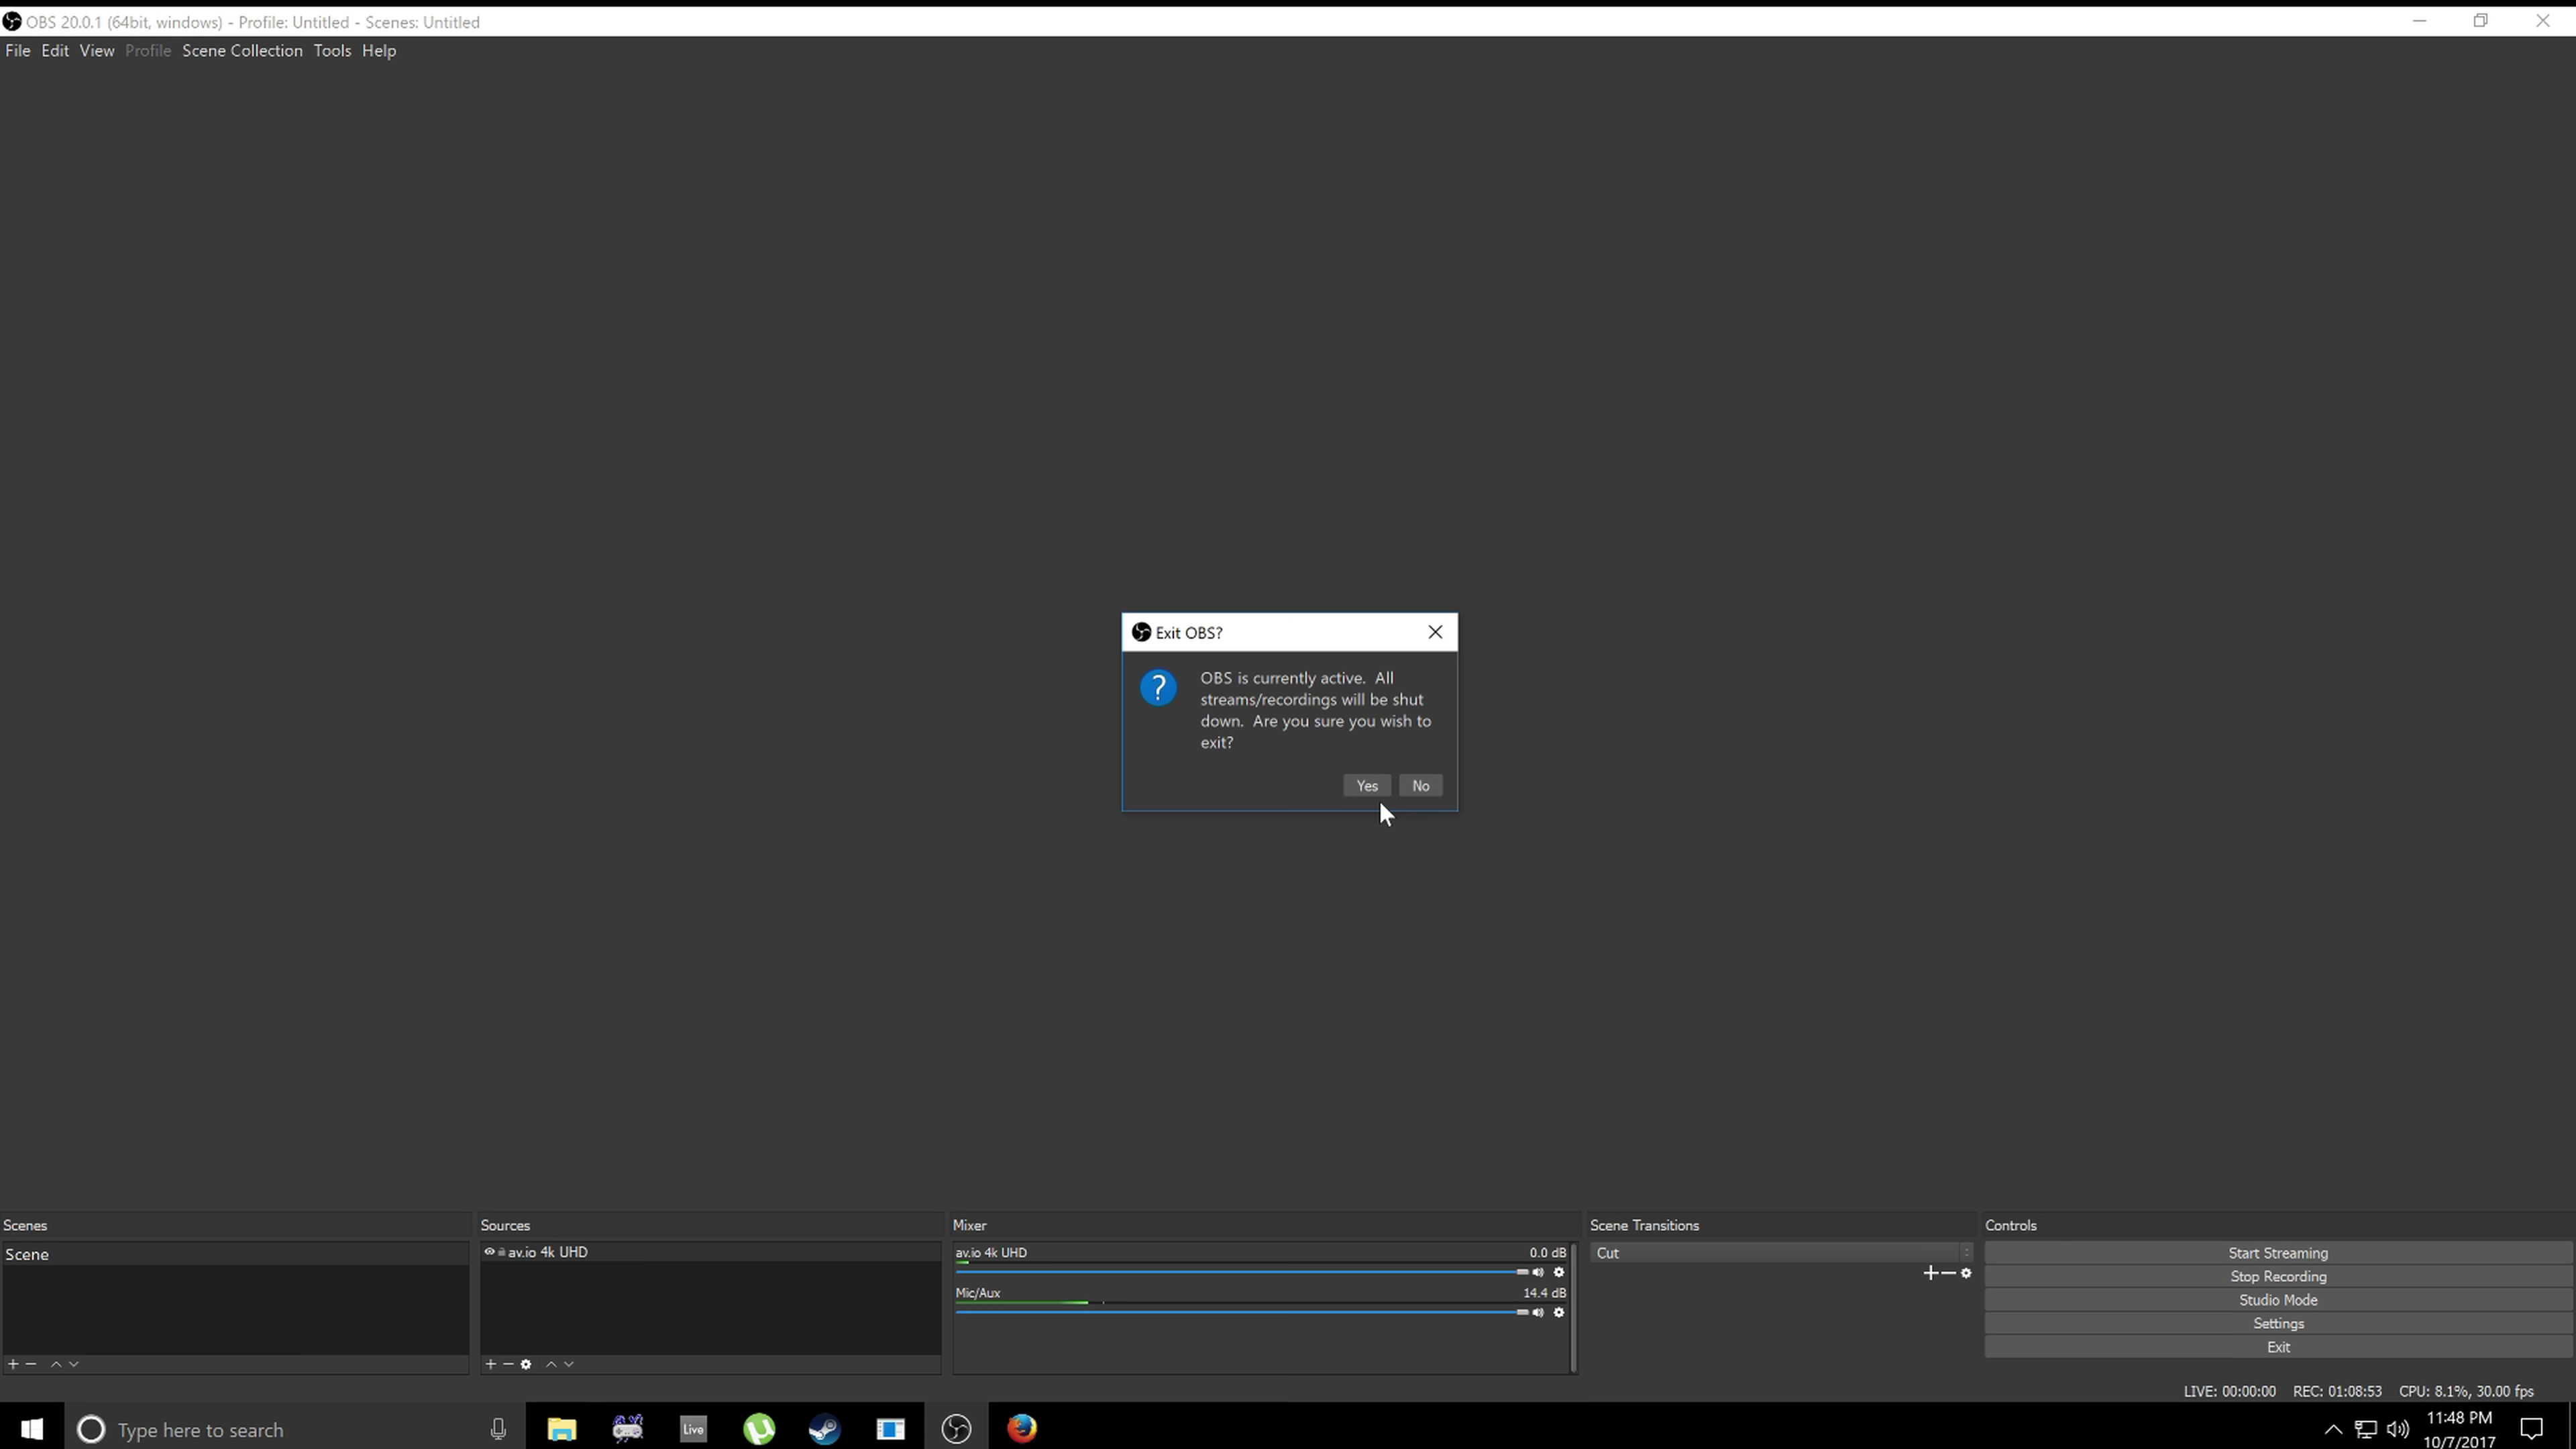 OBS 20.0.1 (64bit, windows) - Profile: Untitled - Scenes: Untitled
File Edit View Profile Scene Collection Tools Help
Exit OBS?
OBS is currently active. All
streams/recordings will be shut
down. Are you sure you wish to
exit?
Yes No
Scenes
Scene
Sources
av.io 4k UHD
Mixer
av.io 4k UHD 0.0 dB
Mic/Aux 14.4 dB
Scene Transitions
Cut
Controls
Start Streaming
Stop Recording
Studio Mode
Settings
Exit
LIVE: 00:00:00 REC: 01:08:53 CPU: 8.1%, 30.00 fps
Type here to search
Live
11:48 PM
10/7/2017